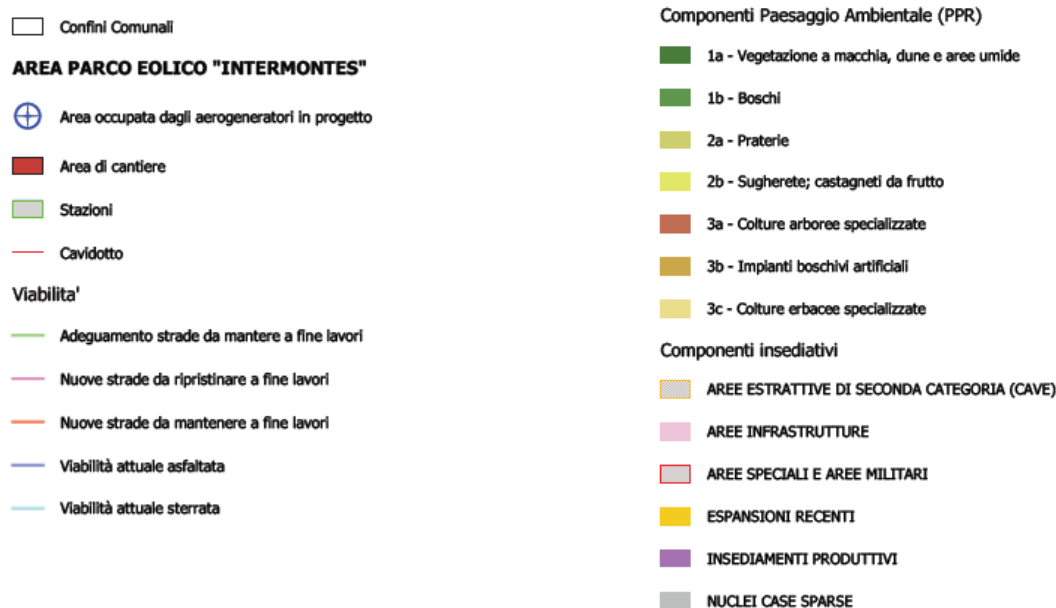 Confini Comunali
AREA PARCO EOLICO "INTERMONTES"
Area occupata dagli aerogeneratori in progetto
Area di cantiere
Stazioni
Cavidotto
Viabilita'
Adeguamento strade da mantere a fine lavori
Nuove strade da ripristinare a fine lavori
Nuove strade da mantenere a fine lavori
Viabilità attuale asfaltata
Viabilità attuale sterrata
Componenti Paesaggio Ambientale (PPR)
1a - Vegetazione a macchia, dune e aree umide
1b - Boschi
2a - Praterie
2b - Sugherete; castagneti da frutto
3a - Colture arboree specializzate
3b - Impianti boschivi artificiali
3c - Colture erbacee specializzate
Componenti insediativi
AREE ESTRATTIVE DI SECONDA CATEGORIA (CAVE)
AREE INFRASTRUTTURE
AREE SPECIALI E AREE MILITARI
ESPANSIONI RECENTI
INSEDIAMENTI PRODUTTIVI
NUCLEI CASE SPARSE